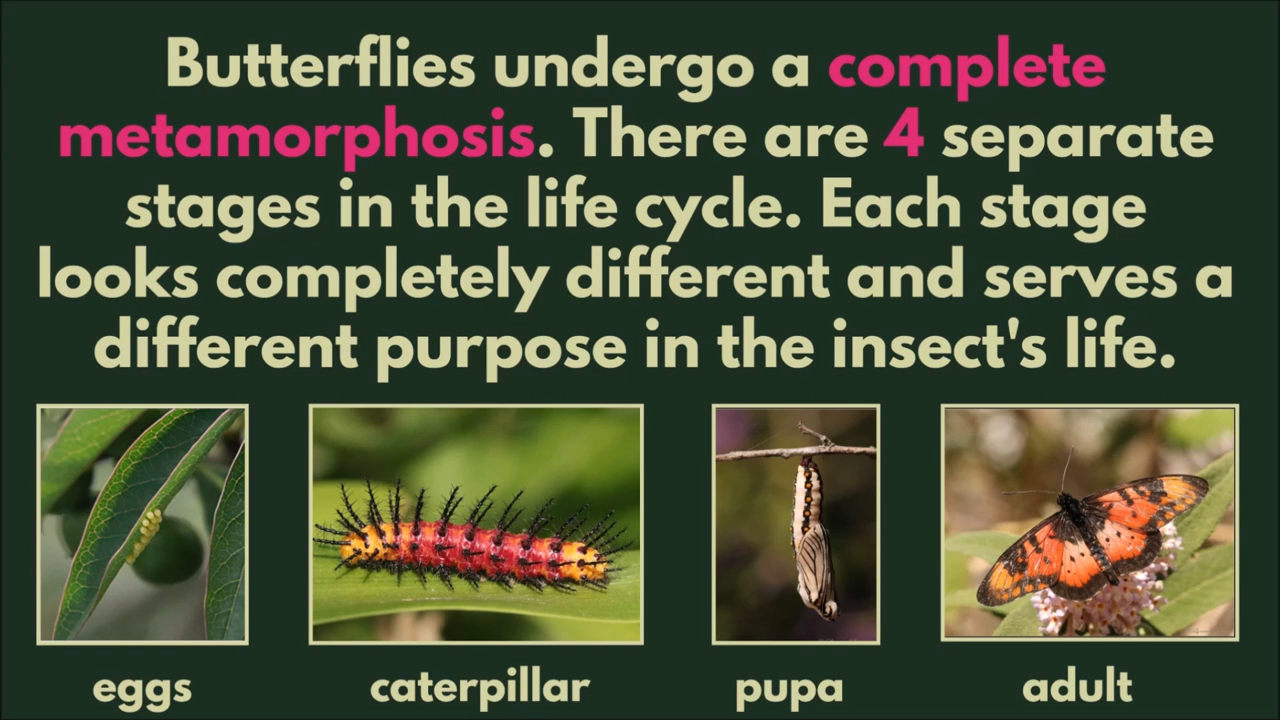 Butterflies undergo a complete
metamorphosis. There are 4 separate
stages in the life cycle. Each stage
looks completely different and serves a
different purpose in the insect's life.
eggs
caterpillar
pupa
adult